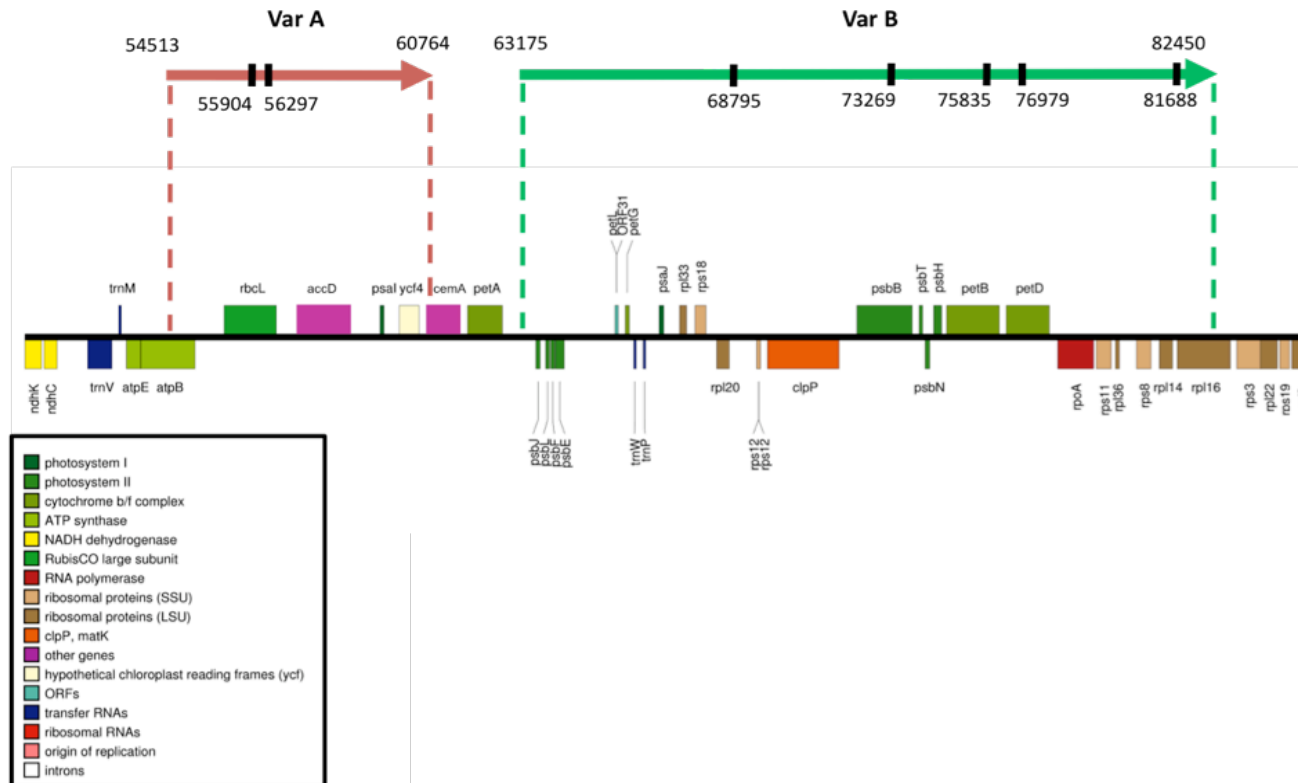 Var A
Var B
54513
60764
63175
82450
55904
56297
68795
73269
75835
76979
81688
petL
ORF31
petG
trnM
rbcL
accD
psaI
ycf4
cemA
petA
psaJ
rpl33
rps18
psbB
psbT
psbH
petB
petD
ndhK
ndhC
trnV
atpE
atpB
psbJ
psbL
psbF
psbE
trnW
trnP
rpl20
rps12
rps12
clpP
psbN
rpoA
rps11
rpl36
rps8
rpl14
rpl16
rps3
rpl22
rps19
photosystem I
photosystem II
cytochrome b/f complex
ATP synthase
NADH dehydrogenase
RubisCO large subunit
RNA polymerase
ribosomal proteins (SSU)
ribosomal proteins (LSU)
clpP, matK
other genes
hypothetical chloroplast reading frames (ycf)
ORFs
transfer RNAs
ribosomal RNAs
origin of replication
introns